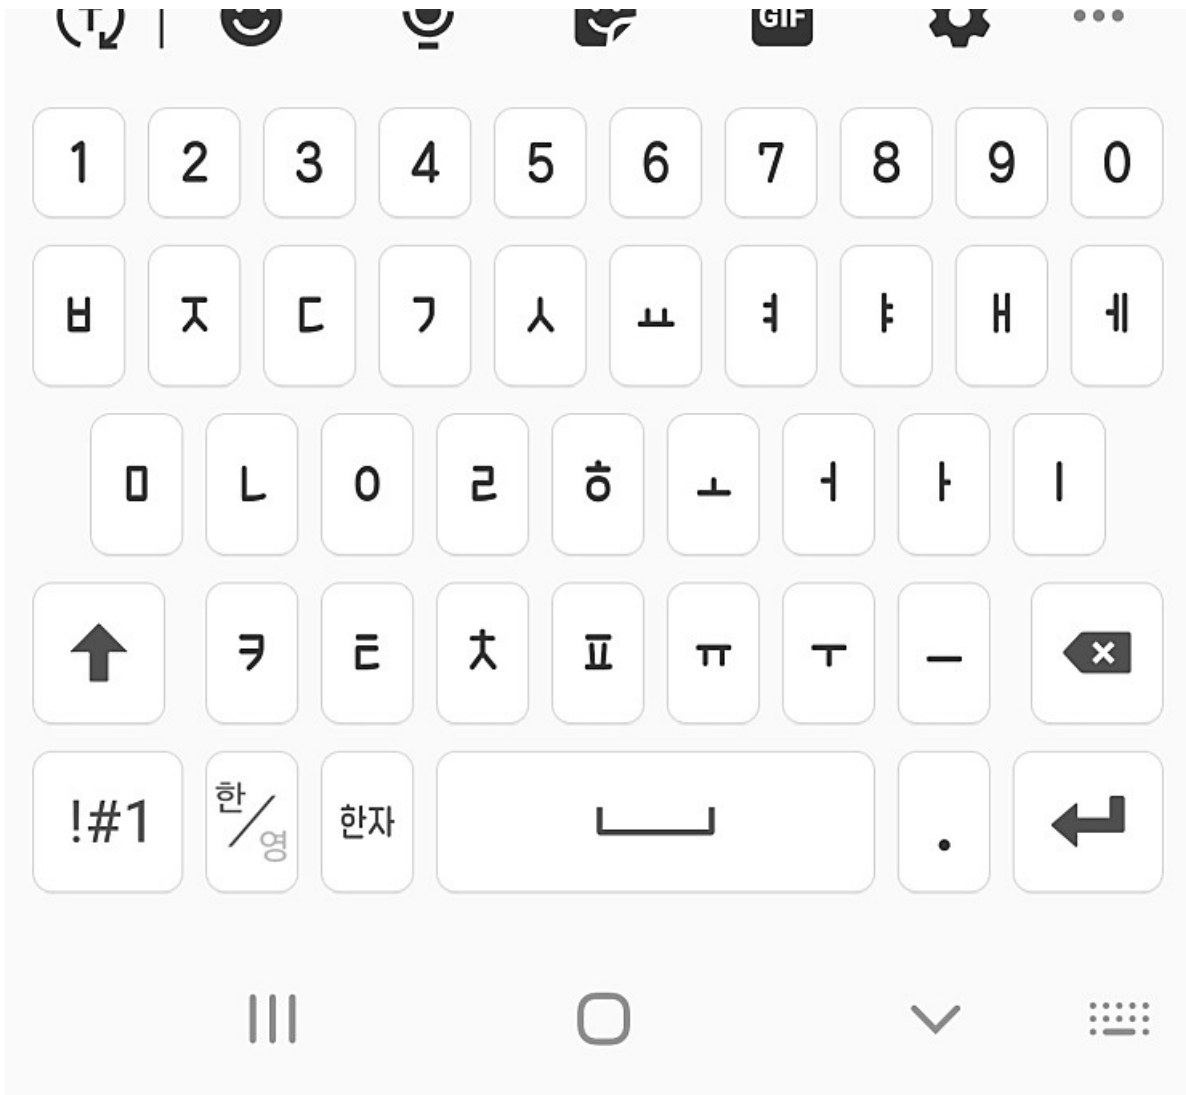 GIF
1 2 3 4 5 6 7 8 9 0
ㅂ ㅈ ㄷ ㄱ ㅅ ㅛ ㅕ ㅑ ㅐ ㅔ
ㅁ ㄴ ㅇ ㄹ ㅎ ㅗ ㅓ ㅏ ㅣ
ㅋ ㅌ ㅊ ㅍ ㅠ ㅜ ㅡ
!#1 한/영 한자 .